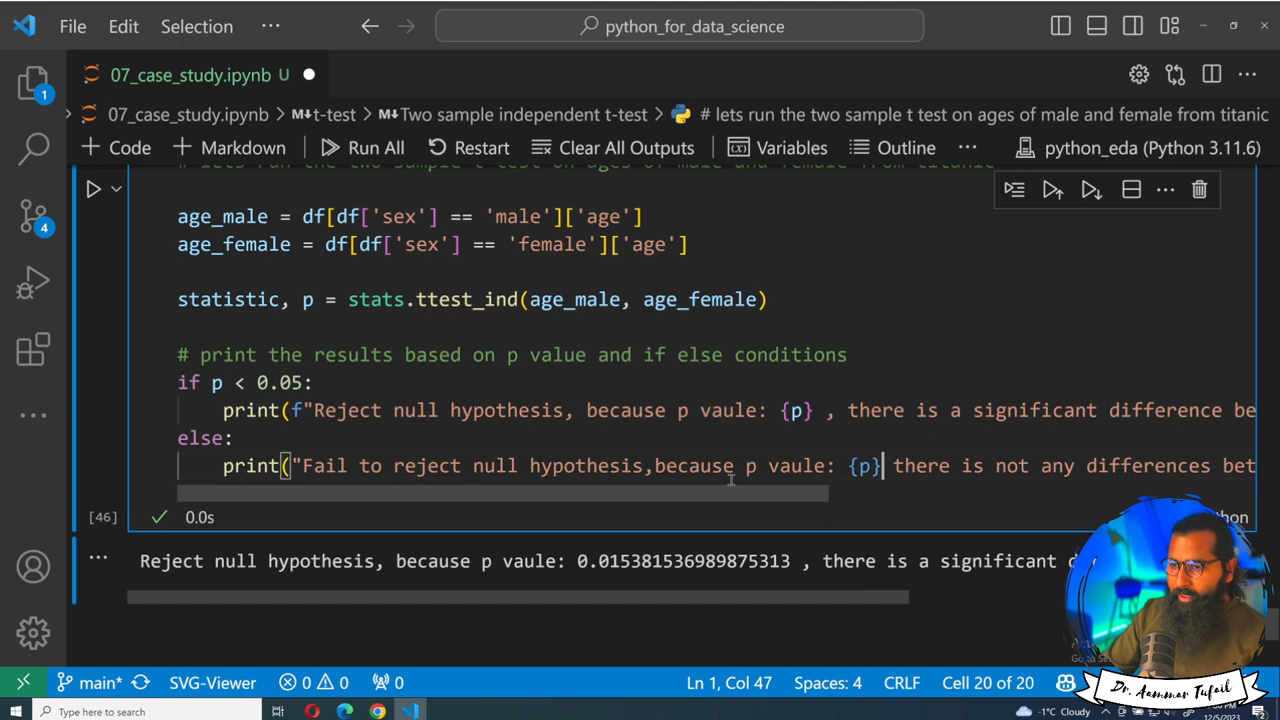 File Edit Selection ··· python_for_data_science
07_case_study.ipynb U
07_case_study.ipynb > M↓t-test > M↓Two sample independent t-test > # lets run the two sample t test on ages of male and female from titanic
+ Code + Markdown Run All Restart Clear All Outputs Variables Outline ··· python_eda (Python 3.11.6)
# lets run the two sample t test on ages of male and female from titanic
age_male = df[df['sex'] == 'male']['age']
age_female = df[df['sex'] == 'female']['age']
statistic, p = stats.ttest_ind(age_male, age_female)
# print the results based on p value and if else conditions
if p < 0.05:
print(f"Reject null hypothesis, because p vaule: {p} , there is a significant difference be
else:
print("Fail to reject null hypothesis,because p vaule: {p} there is not any differences bet
[46] 0.0s
Reject null hypothesis, because p vaule: 0.015381536989875313 , there is a significant
1
4
main* SVG-Viewer 0 0 0 Ln 1, Col 47 Spaces: 4 CRLF Cell 20 of 20
Dr. Aammar Tufail
Type here to search -1°C Cloudy 12/5/2023